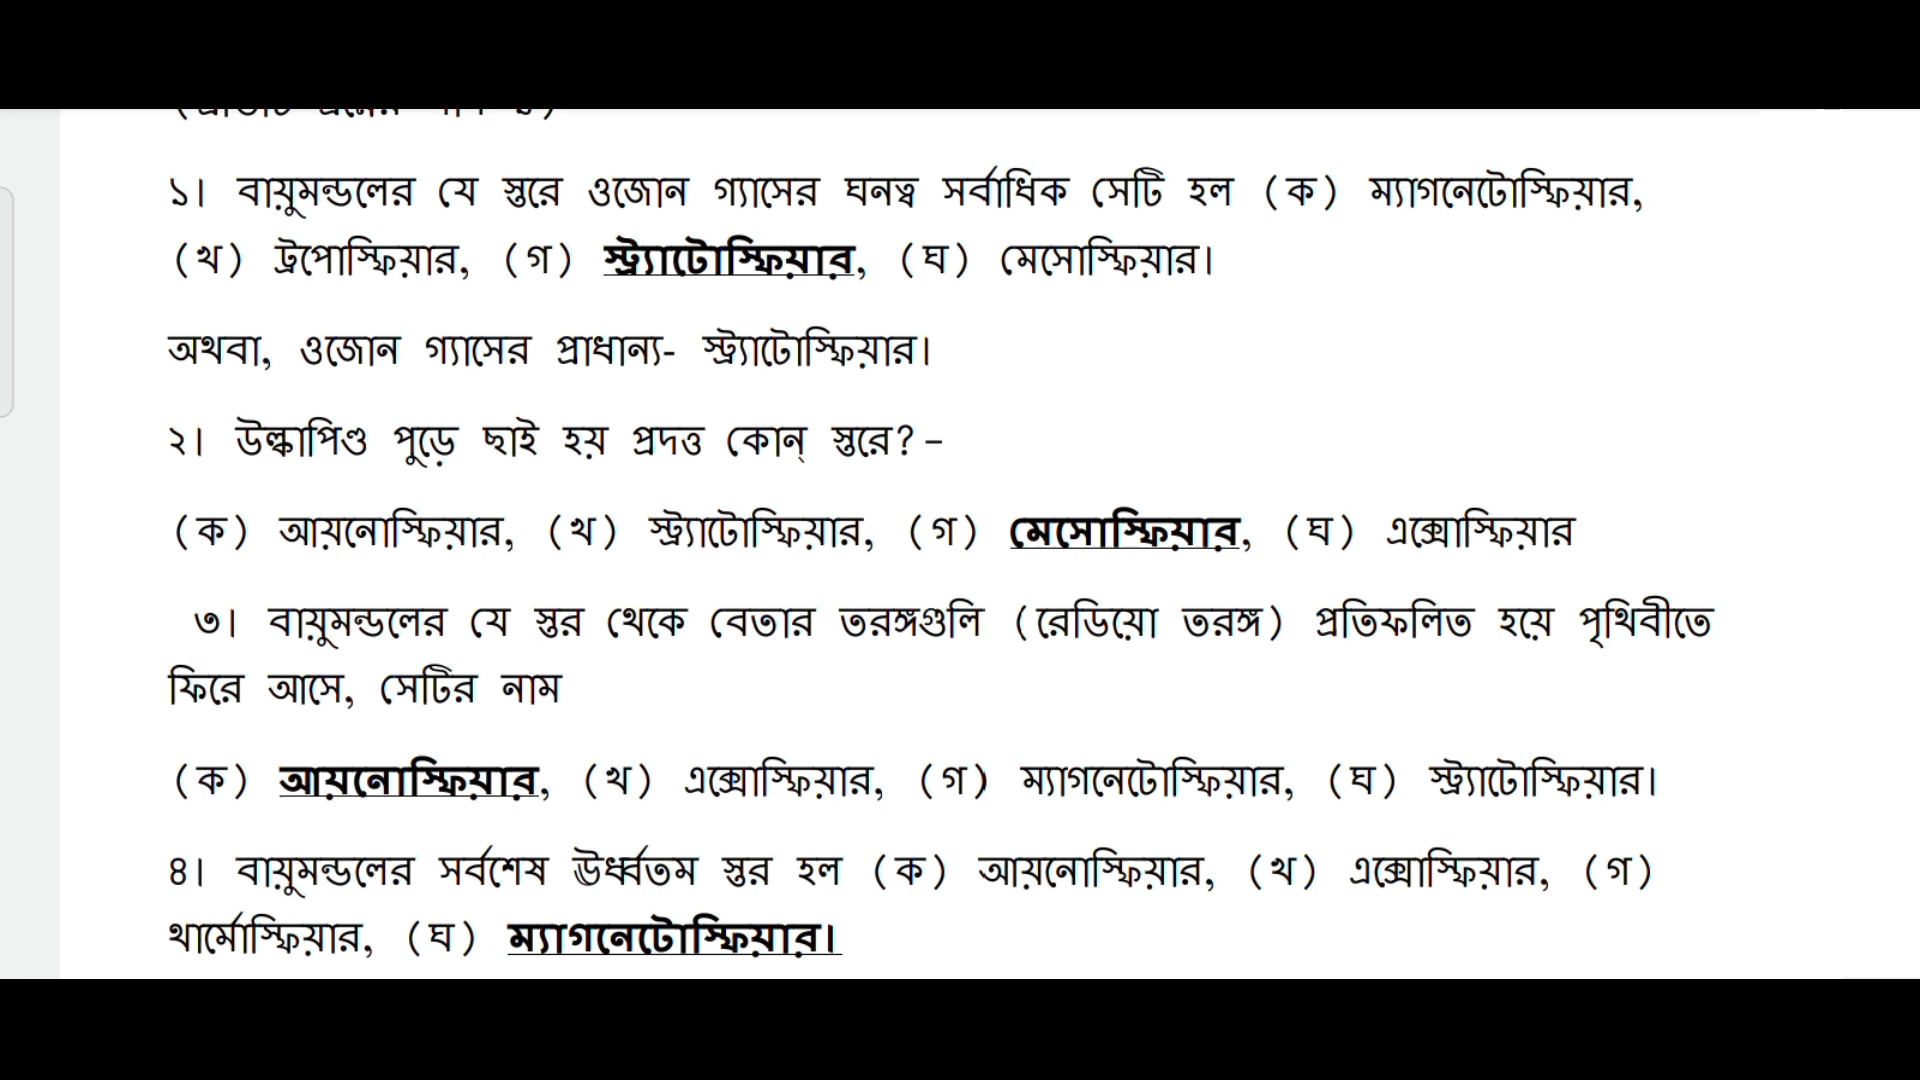 ১। বায়ুমন্ডলের যে স্তরে ওজোন গ্যাসের ঘনত্ব সর্বাধিক সেটি হল (ক) ম্যাগনেটোস্ফিয়ার,
(খ) ট্রপোস্ফিয়ার, (গ) স্ট্র্যাটোস্ফিয়ার, (ঘ) মেসোস্ফিয়ার।
অথবা, ওজোন গ্যাসের প্রাধান্য- স্ট্র্যাটোস্ফিয়ার।
২। উল্কাপিণ্ড পুড়ে ছাই হয় প্রদত্ত কোন্ স্তরে? –
(ক) আয়নোস্ফিয়ার, (খ) স্ট্র্যাটোস্ফিয়ার, (গ) মেসোস্ফিয়ার, (ঘ) এক্সোস্ফিয়ার
৩। বায়ুমন্ডলের যে স্তর থেকে বেতার তরঙ্গগুলি (রেডিয়ো তরঙ্গ) প্রতিফলিত হয়ে পৃথিবীতে
ফিরে আসে, সেটির নাম
(ক) আয়নোস্ফিয়ার, (খ) এক্সোস্ফিয়ার, (গ) ম্যাগনেটোস্ফিয়ার, (ঘ) স্ট্র্যাটোস্ফিয়ার।
৪। বায়ুমন্ডলের সর্বশেষ ঊর্ধ্বতম স্তর হল (ক) আয়নোস্ফিয়ার, (খ) এক্সোস্ফিয়ার, (গ)
থার্মোস্ফিয়ার, (ঘ) ম্যাগনেটোস্ফিয়ার।